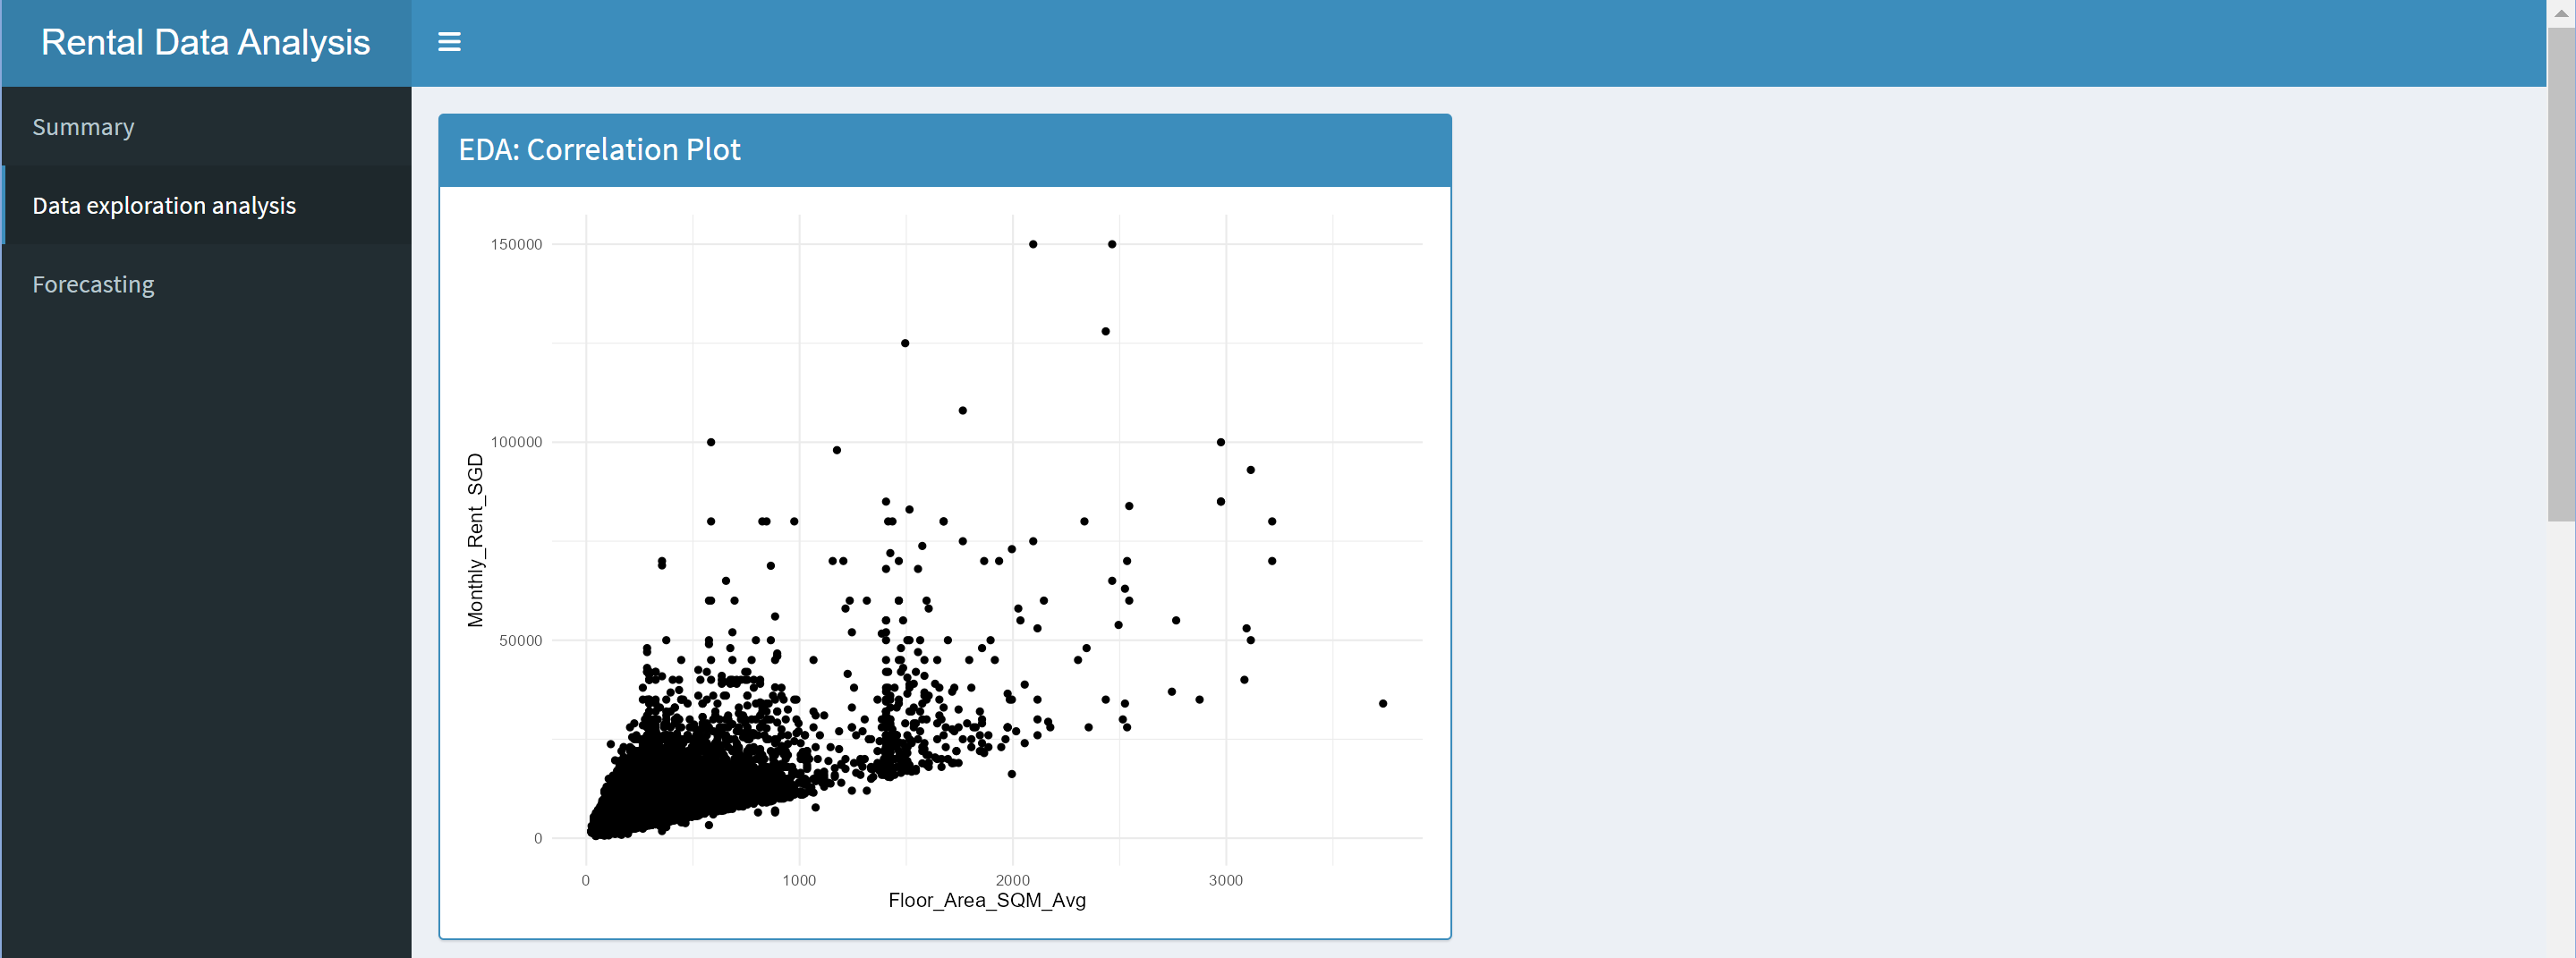 Rental Data Analysis
Summary
Data exploration analysis
Forecasting
EDA: Correlation Plot
150000
100000
50000
0
Monthly_Rent_SGD
0 1000 2000 3000
Floor_Area_SQM_Avg